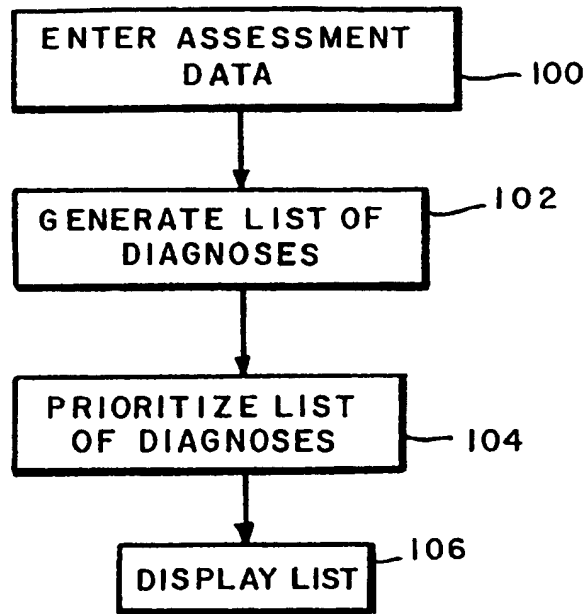 ENTER ASSESSMENT
DATA
100
GENERATE LIST OF
DIAGNOSES
102
PRIORITIZE LIST
OF DIAGNOSES
104
DISPLAY LIST
106